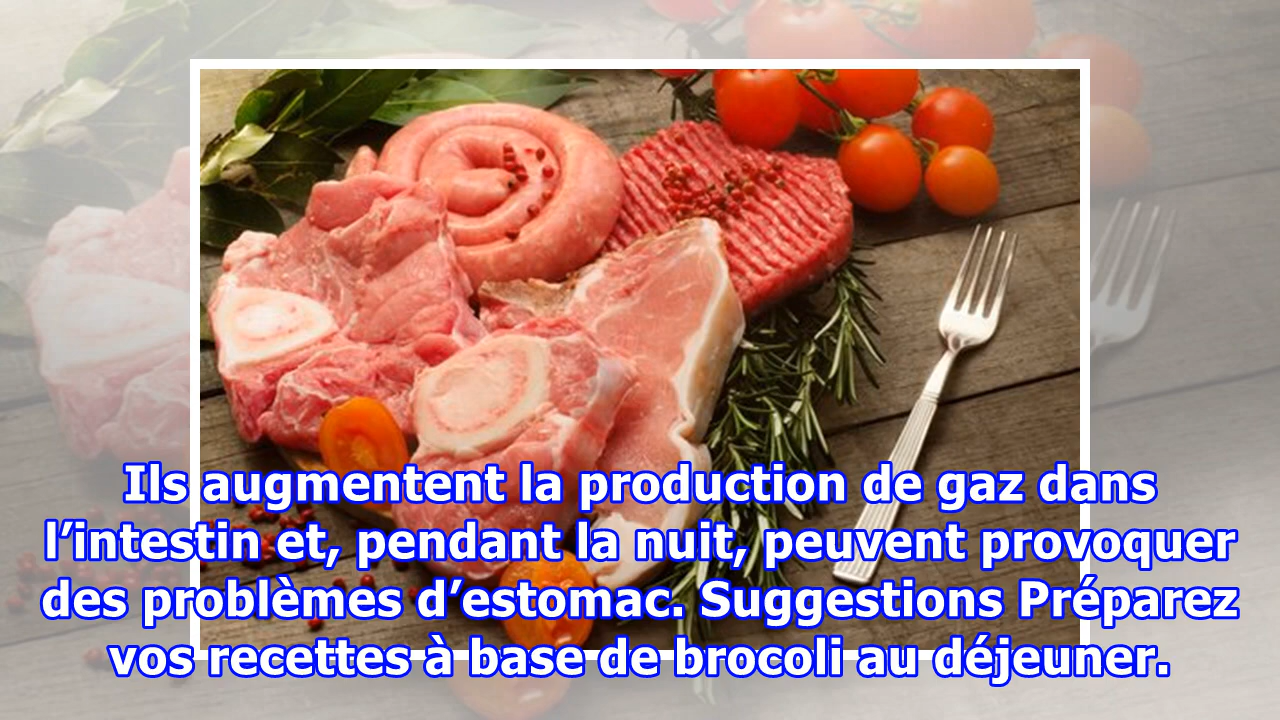 Ils augmentent la production de gaz dans
l’intestin et, pendant la nuit, peuvent provoquer
des problèmes d’estomac. Suggestions Préparez
vos recettes à base de brocoli au déjeuner.